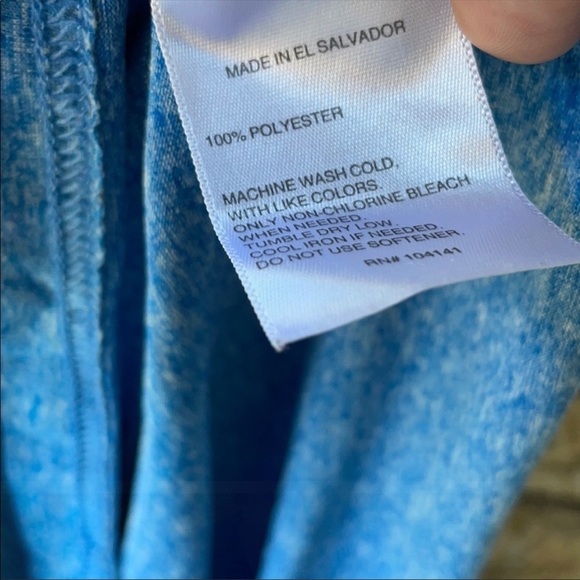 MADE IN EL SALVADOR
100% POLYESTER
MACHINE WASH COLD,
WITH LIKE COLORS.
ONLY NON-CHLORINE BLEACH
WHEN NEEDED.
TUMBLE DRY LOW.
COOL IRON IF NEEDED.
DO NOT USE SOFTENER.
RN# 104141